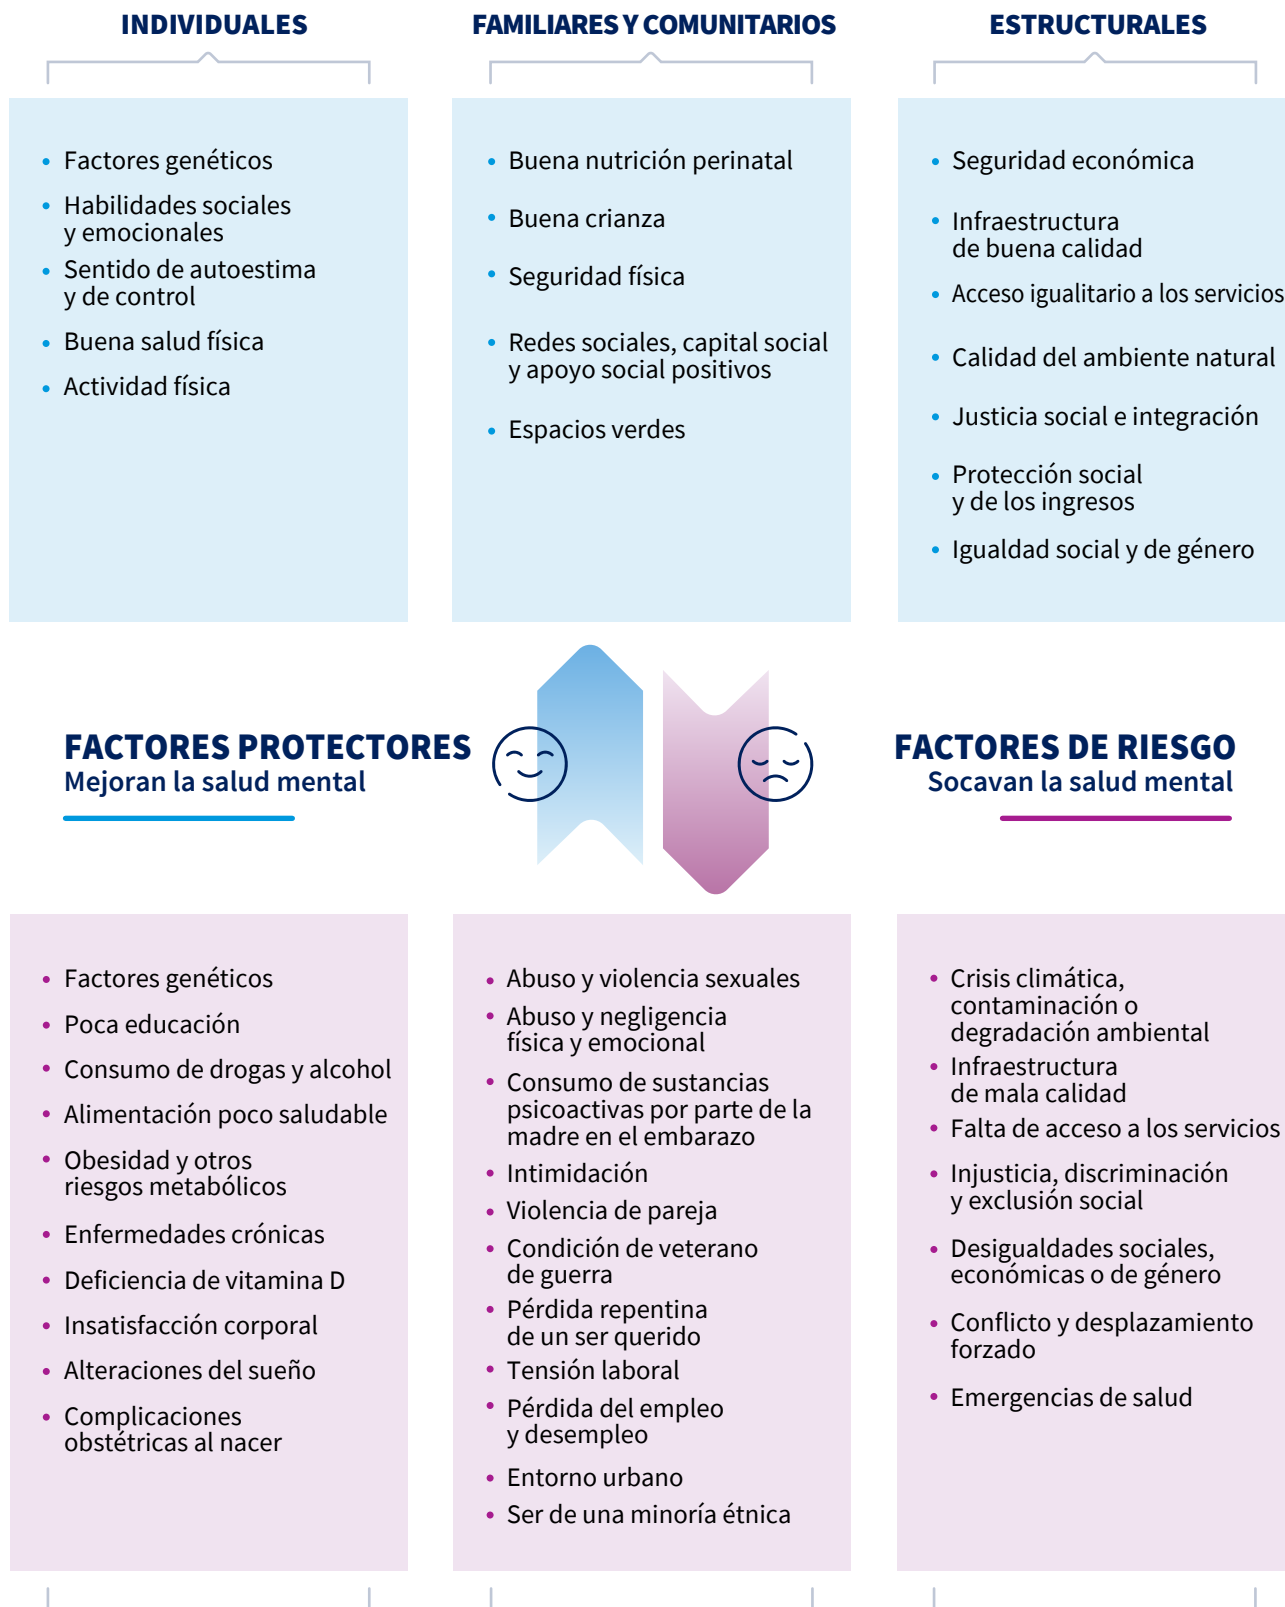 INDIVIDUALES
FAMILIARES Y COMUNITARIOS
ESTRUCTURALES
• Factores genéticos
• Habilidades sociales
y emocionales
• Sentido de autoestima
y de control
• Buena salud física
• Actividad física
• Buena nutrición perinatal
• Buena crianza
• Seguridad física
• Redes sociales, capital social
y apoyo social positivos
• Espacios verdes
• Seguridad económica
• Infraestructura
de buena calidad
• Acceso igualitario a los servicios
• Calidad del ambiente natural
• Justicia social e integración
• Protección social
y de los ingresos
• Igualdad social y de género
FACTORES PROTECTORES
Mejoran la salud mental
FACTORES DE RIESGO
Socavan la salud mental
• Factores genéticos
• Poca educación
• Consumo de drogas y alcohol
• Alimentación poco saludable
• Obesidad y otros
riesgos metabólicos
• Enfermedades crónicas
• Deficiencia de vitamina D
• Insatisfacción corporal
• Alteraciones del sueño
• Complicaciones
obstétricas al nacer
• Abuso y violencia sexuales
• Abuso y negligencia
física y emocional
• Consumo de sustancias
psicoactivas por parte de la
madre en el embarazo
• Intimidación
• Violencia de pareja
• Condición de veterano
de guerra
• Pérdida repentina
de un ser querido
• Tensión laboral
• Pérdida del empleo
y desempleo
• Entorno urbano
• Ser de una minoría étnica
• Crisis climática,
contaminación o
degradación ambiental
• Infraestructura
de mala calidad
• Falta de acceso a los servicios
• Injusticia, discriminación
y exclusión social
• Desigualdades sociales,
económicas o de género
• Conflicto y desplazamiento
forzado
• Emergencias de salud